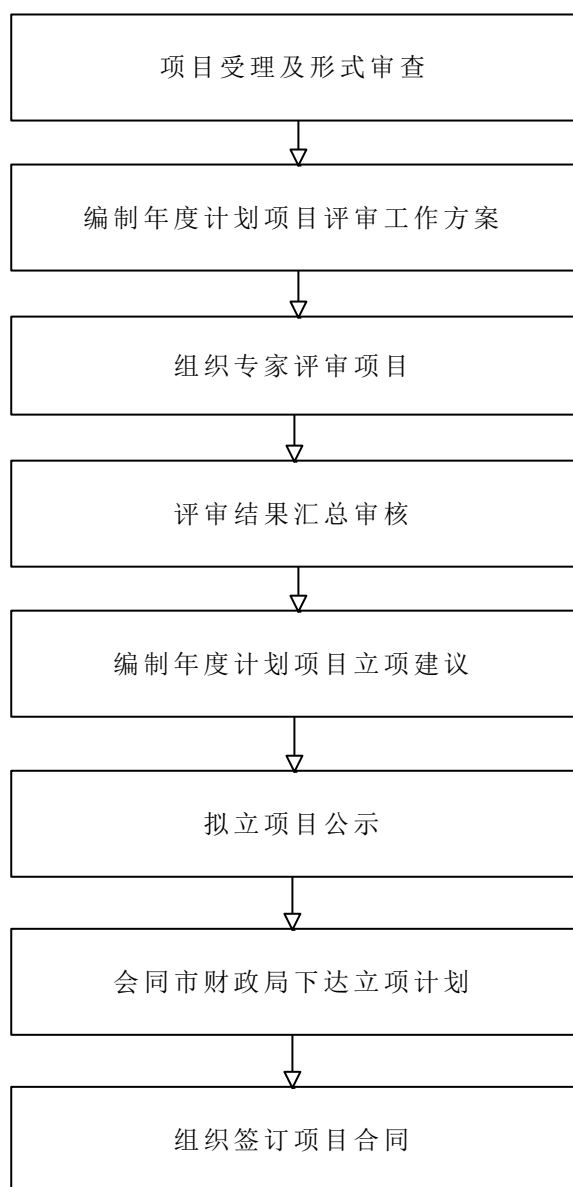 项目受理及形式审查
编制年度计划项目评审工作方案
组织专家评审项目
评审结果汇总审核
编制年度计划项目立项建议
拟立项目公示
会同市财政局下达立项计划
组织签订项目合同